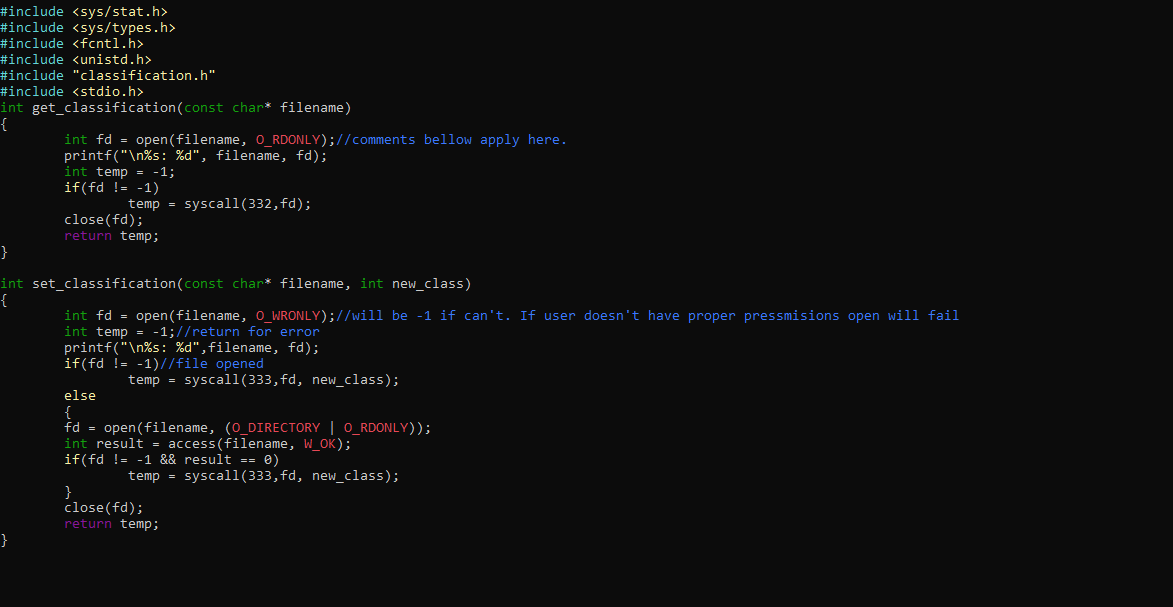 #include <sys/stat.h>
#include <sys/types.h>
#include <fcntl.h>
#include <unistd.h>
#include "classification.h"
#include <stdio.h>
int get_classification(const char* filename)
{
        int fd = open(filename, O_RDONLY);//comments bellow apply here.
        printf("\n%s: %d", filename, fd);
        int temp = -1;
        if(fd != -1)
                temp = syscall(332,fd);
        close(fd);
        return temp;
}

int set_classification(const char* filename, int new_class)
{
        int fd = open(filename, O_WRONLY);//will be -1 if can't. If user doesn't have proper pressmisions open will fail
        int temp = -1;//return for error
        printf("\n%s: %d",filename, fd);
        if(fd != -1)//file opened
                temp = syscall(333,fd, new_class);
        else
        {
        fd = open(filename, (O_DIRECTORY | O_RDONLY));
        int result = access(filename, W_OK);
        if(fd != -1 && result == 0)
                temp = syscall(333,fd, new_class);
        }
        close(fd);
        return temp;
}